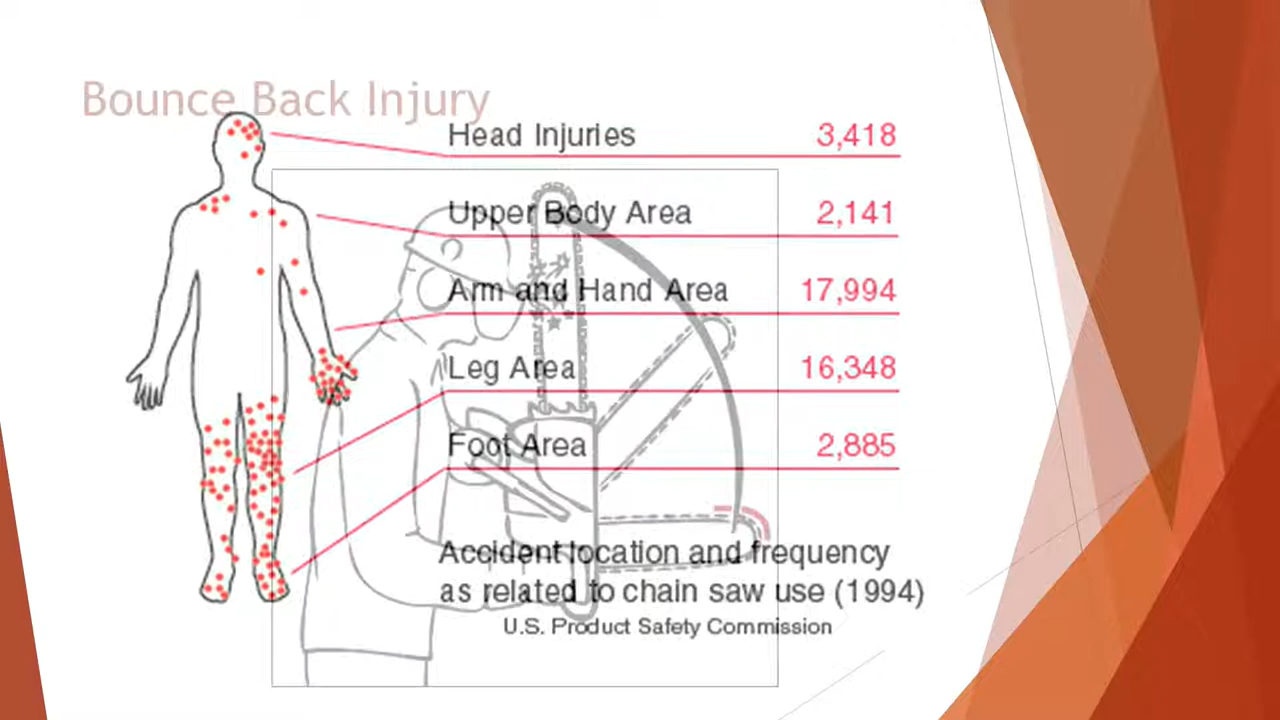 Bounce Back Injury
Head Injuries 3,418
Upper Body Area 2,141
Arm and Hand Area 17,994
Leg Area 16,348
Foot Area 2,885
Accident location and frequency
as related to chain saw use (1994)
U.S. Product Safety Commission